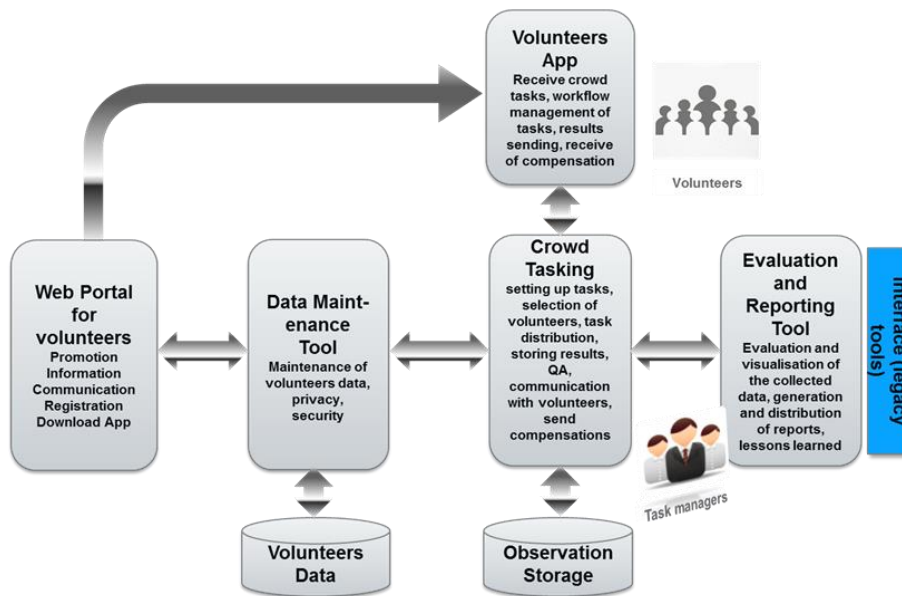 Volunteers
App
Receive crowd
tasks, workflow
management of
tasks, results
sending, receive
of compensation
Volunteers
Web Portal
for
volunteers
Promotion
Information
Communication
Registration
Download App
Data Maint-
enance
Tool
Maintenance of
volunteers data,
privacy,
security
Crowd
Tasking
setting up tasks,
selection of
volunteers, task
distribution,
storing results,
QA,
communication
with volunteers,
send
compensations
Evaluation
and
Reporting
Tool
Evaluation and
visualisation of
the collected
data, generation
and distribution
of reports,
lessons learned
Interface (legacy
tools)
Task managers
Volunteers
Data
Observation
Storage